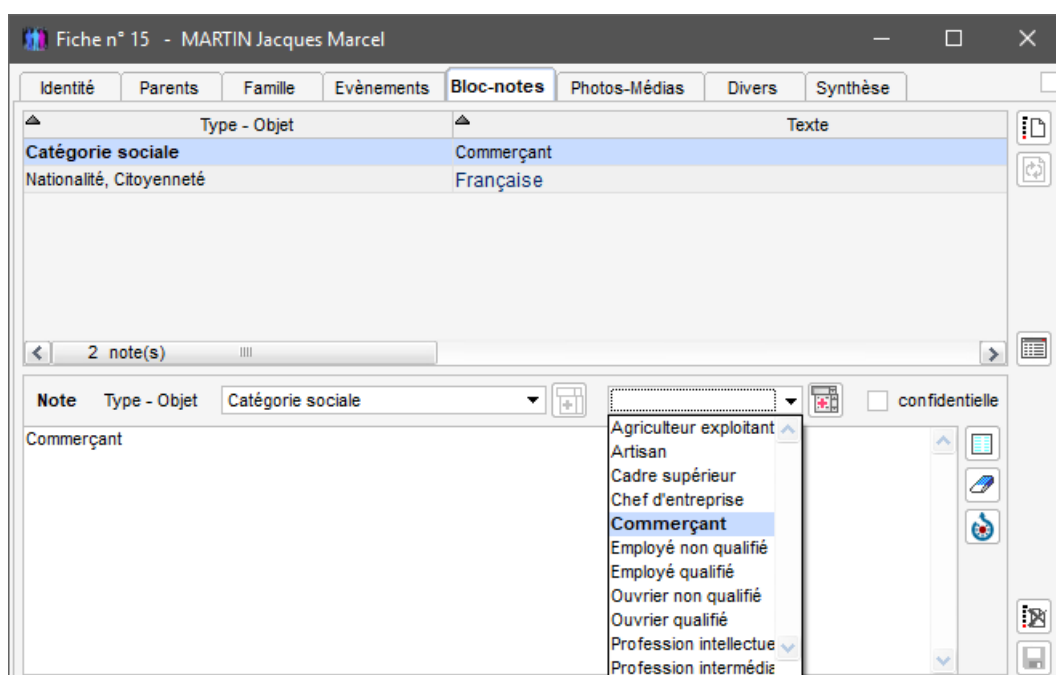 Fiche n° 15 - MARTIN Jacques Marcel
Identité Parents Famille Evènements Bloc-notes Photos-Médias Divers Synthèse
Type - Objet Texte
Catégorie sociale Commerçant
Nationalité, Citoyenneté Française
2 note(s)
Note Type - Objet Catégorie sociale confidentielle
Commerçant
Agriculteur exploitant
Artisan
Cadre supérieur
Chef d'entreprise
Commerçant
Employé non qualifié
Employé qualifié
Ouvrier non qualifié
Ouvrier qualifié
Profession intellectue
Profession intermédia